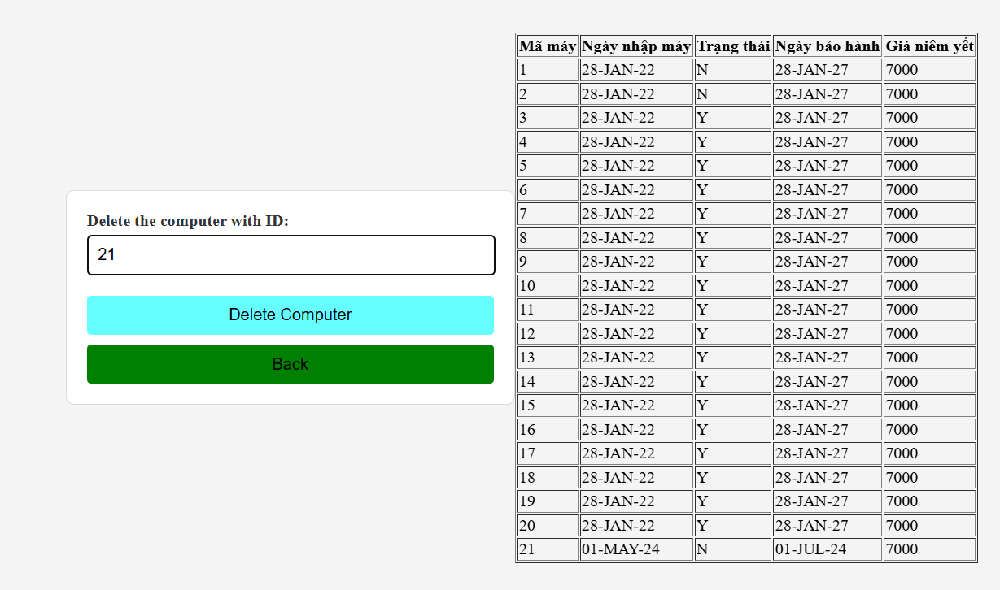 Delete the computer with ID:
21
Delete Computer
Back
Mã máy Ngày nhập máy Trạng thái Ngày bảo hành Giá niêm yết
1 28-JAN-22 N 28-JAN-27 7000
2 28-JAN-22 N 28-JAN-27 7000
3 28-JAN-22 Y 28-JAN-27 7000
4 28-JAN-22 Y 28-JAN-27 7000
5 28-JAN-22 Y 28-JAN-27 7000
6 28-JAN-22 Y 28-JAN-27 7000
7 28-JAN-22 Y 28-JAN-27 7000
8 28-JAN-22 Y 28-JAN-27 7000
9 28-JAN-22 Y 28-JAN-27 7000
10 28-JAN-22 Y 28-JAN-27 7000
11 28-JAN-22 Y 28-JAN-27 7000
12 28-JAN-22 Y 28-JAN-27 7000
13 28-JAN-22 Y 28-JAN-27 7000
14 28-JAN-22 Y 28-JAN-27 7000
15 28-JAN-22 Y 28-JAN-27 7000
16 28-JAN-22 Y 28-JAN-27 7000
17 28-JAN-22 Y 28-JAN-27 7000
18 28-JAN-22 Y 28-JAN-27 7000
19 28-JAN-22 Y 28-JAN-27 7000
20 28-JAN-22 Y 28-JAN-27 7000
21 01-MAY-24 N 01-JUL-24 7000